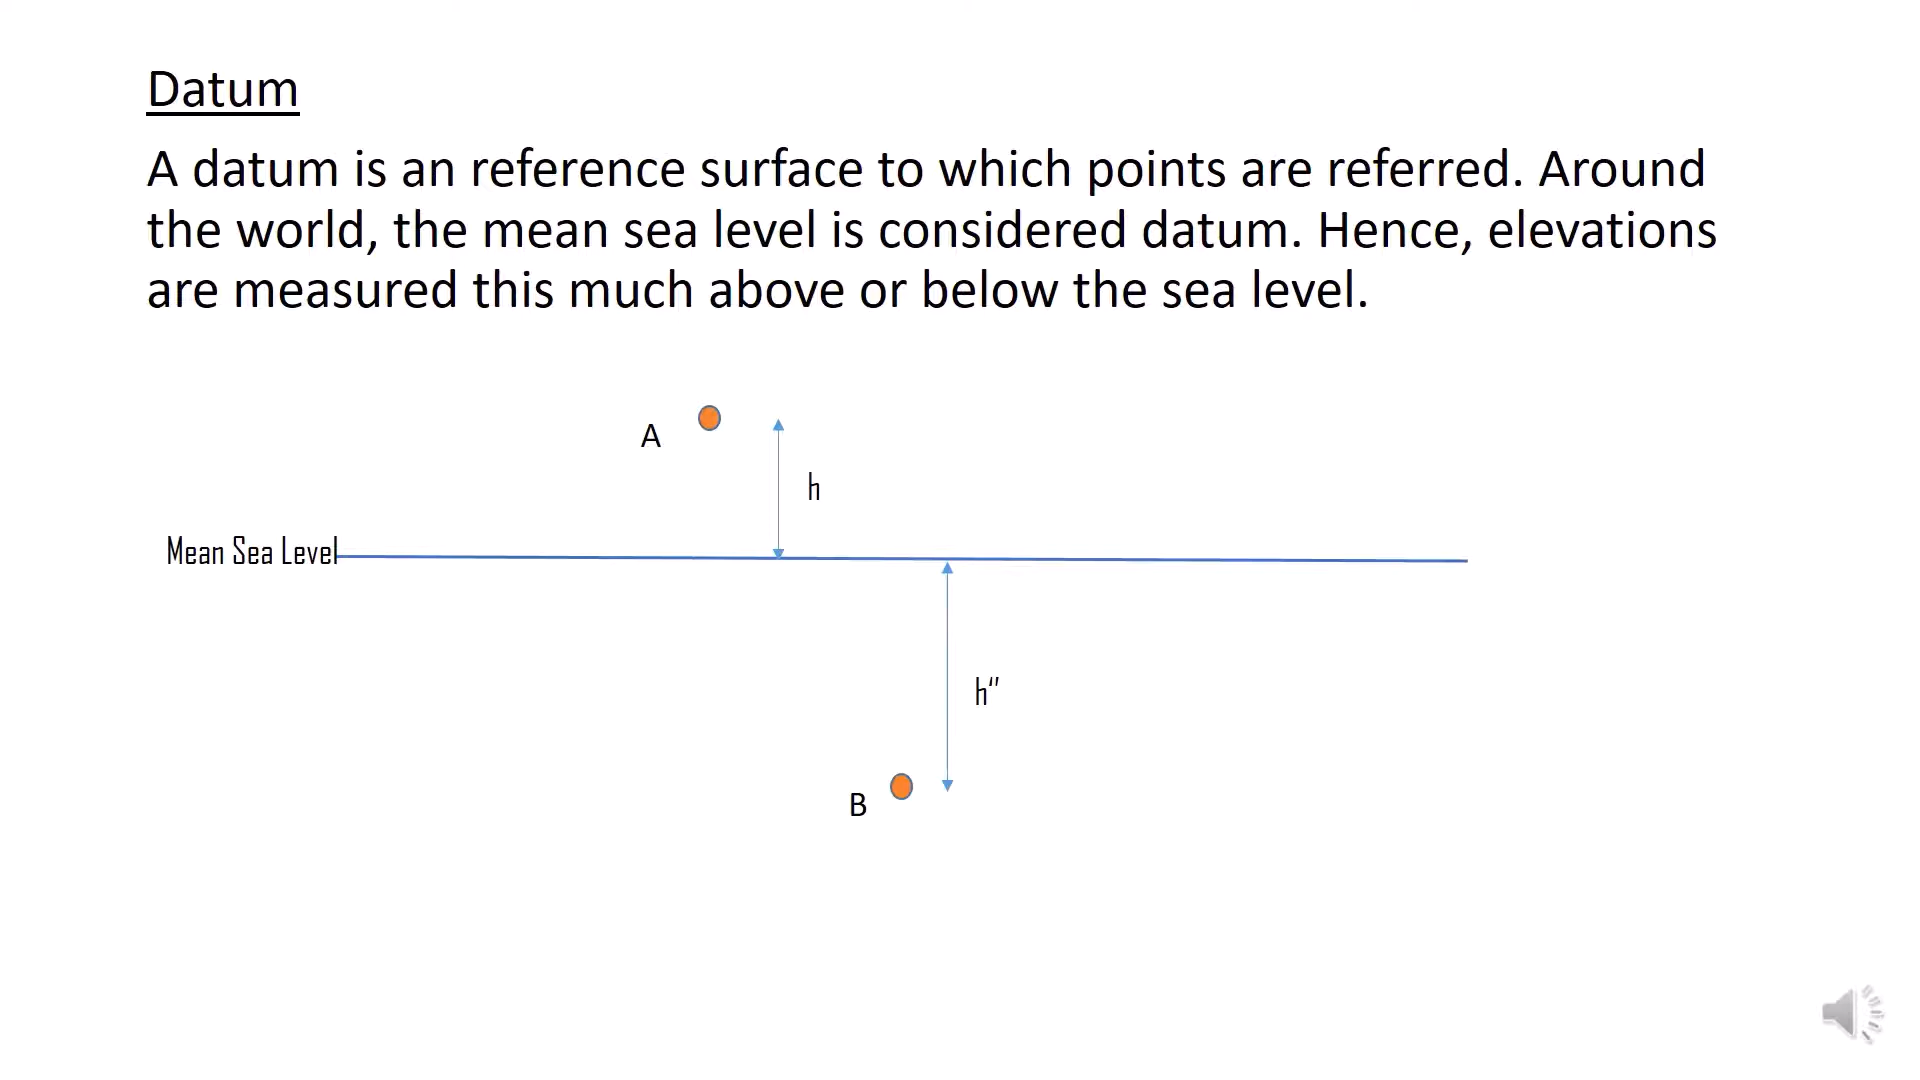 Datum
A datum is an reference surface to which points are referred. Around
the world, the mean sea level is considered datum. Hence, elevations
are measured this much above or below the sea level.
A
h
Mean Sea Level
h“
B